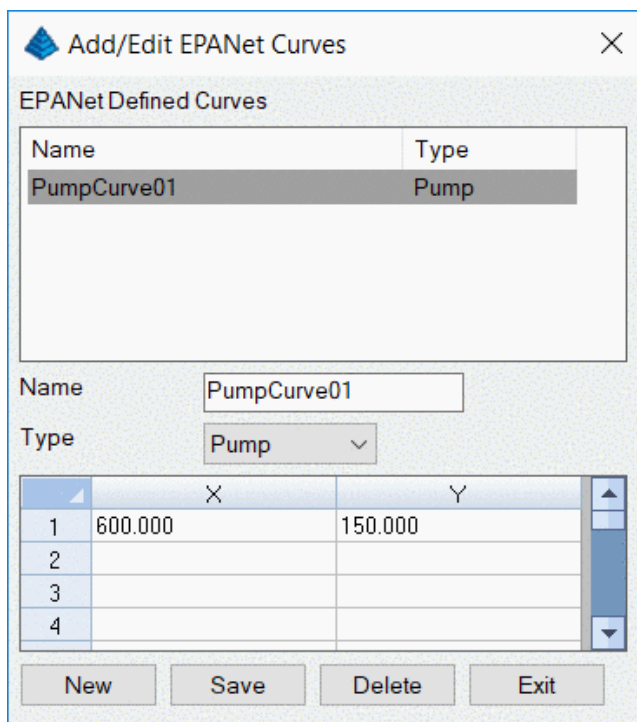 Add/Edit EPANet Curves
EPANet Defined Curves
Name Type
PumpCurve01 Pump
Name PumpCurve01
Type Pump
X Y
1 600.000 150.000
2
3
4
New Save Delete Exit